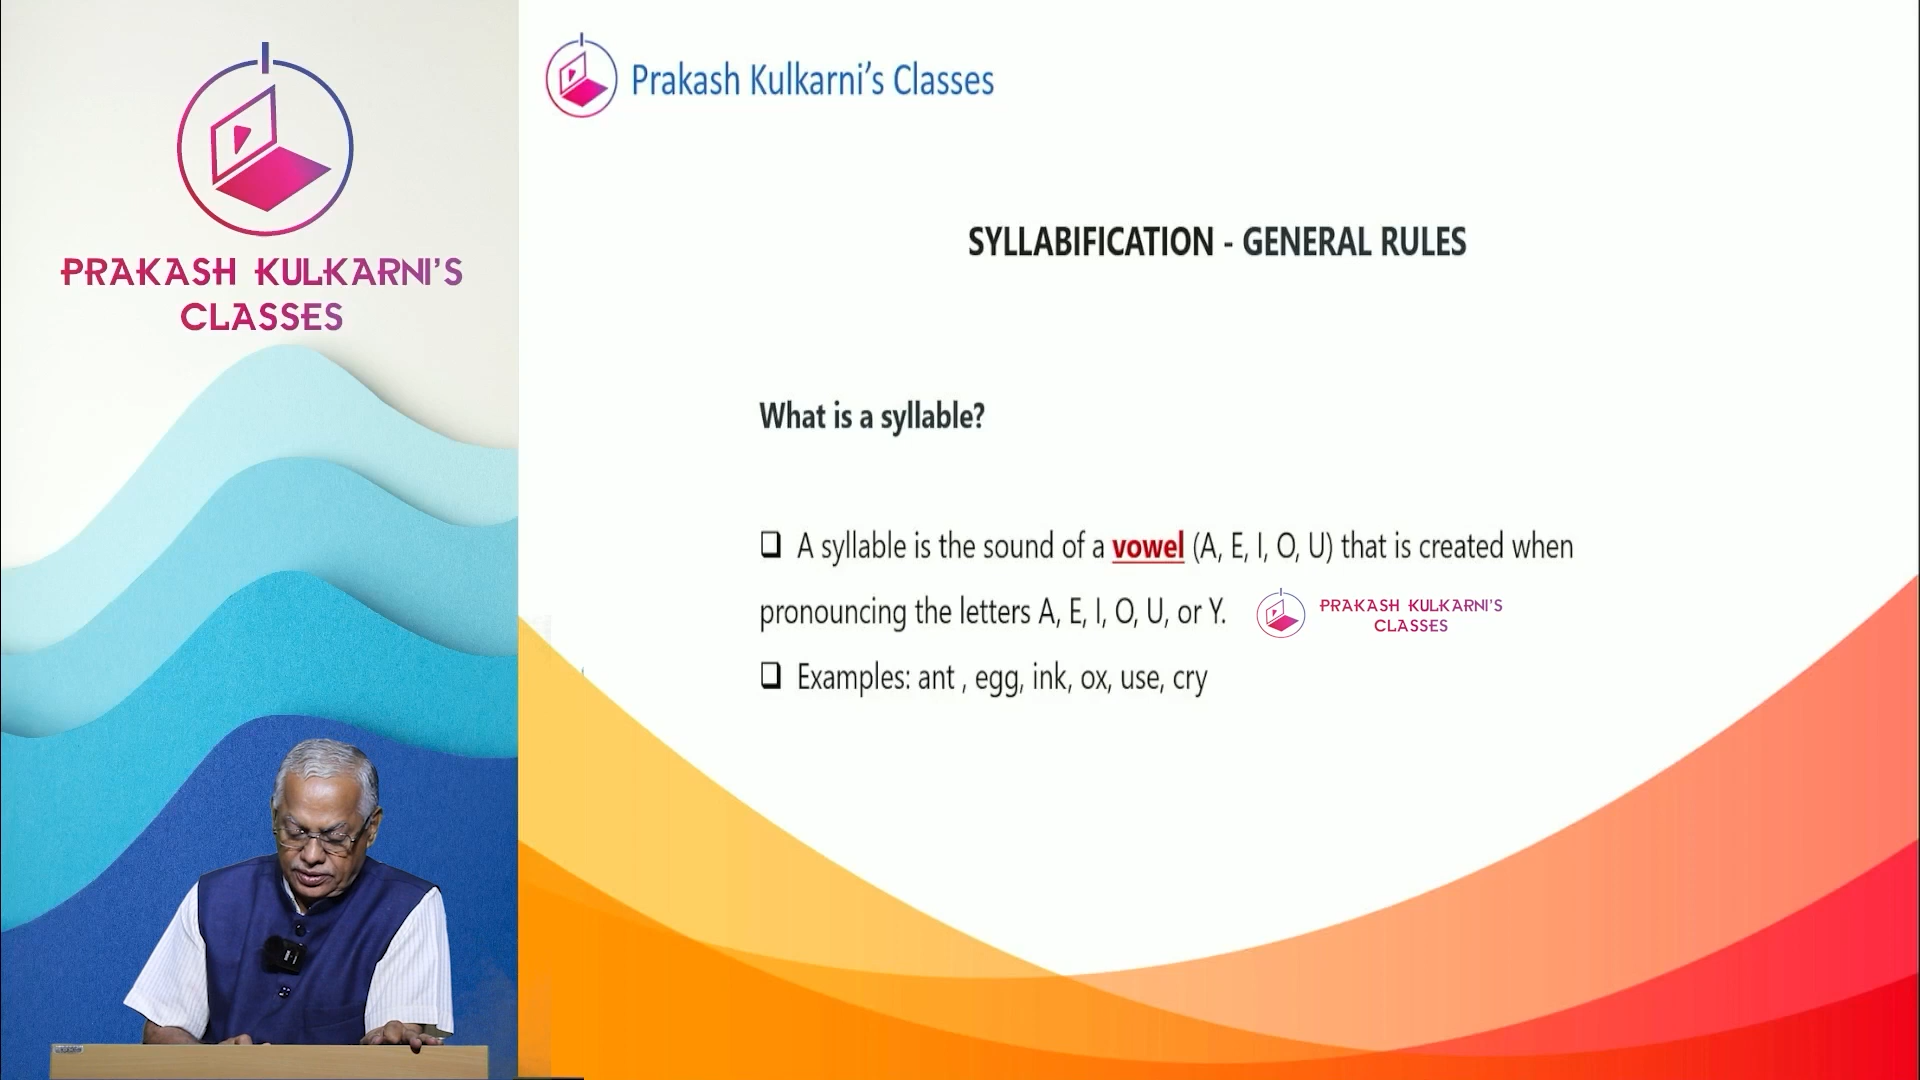 PRAKASH KULKARNI'S
CLASSES
Prakash Kulkarni's Classes
SYLLABIFICATION - GENERAL RULES
What is a syllable?
❑ A syllable is the sound of a vowel (A, E, I, O, U) that is created when
pronouncing the letters A, E, I, O, U, or Y.
PRAKASH KULKARNI'S
CLASSES
❑ Examples: ant , egg, ink, ox, use, cry